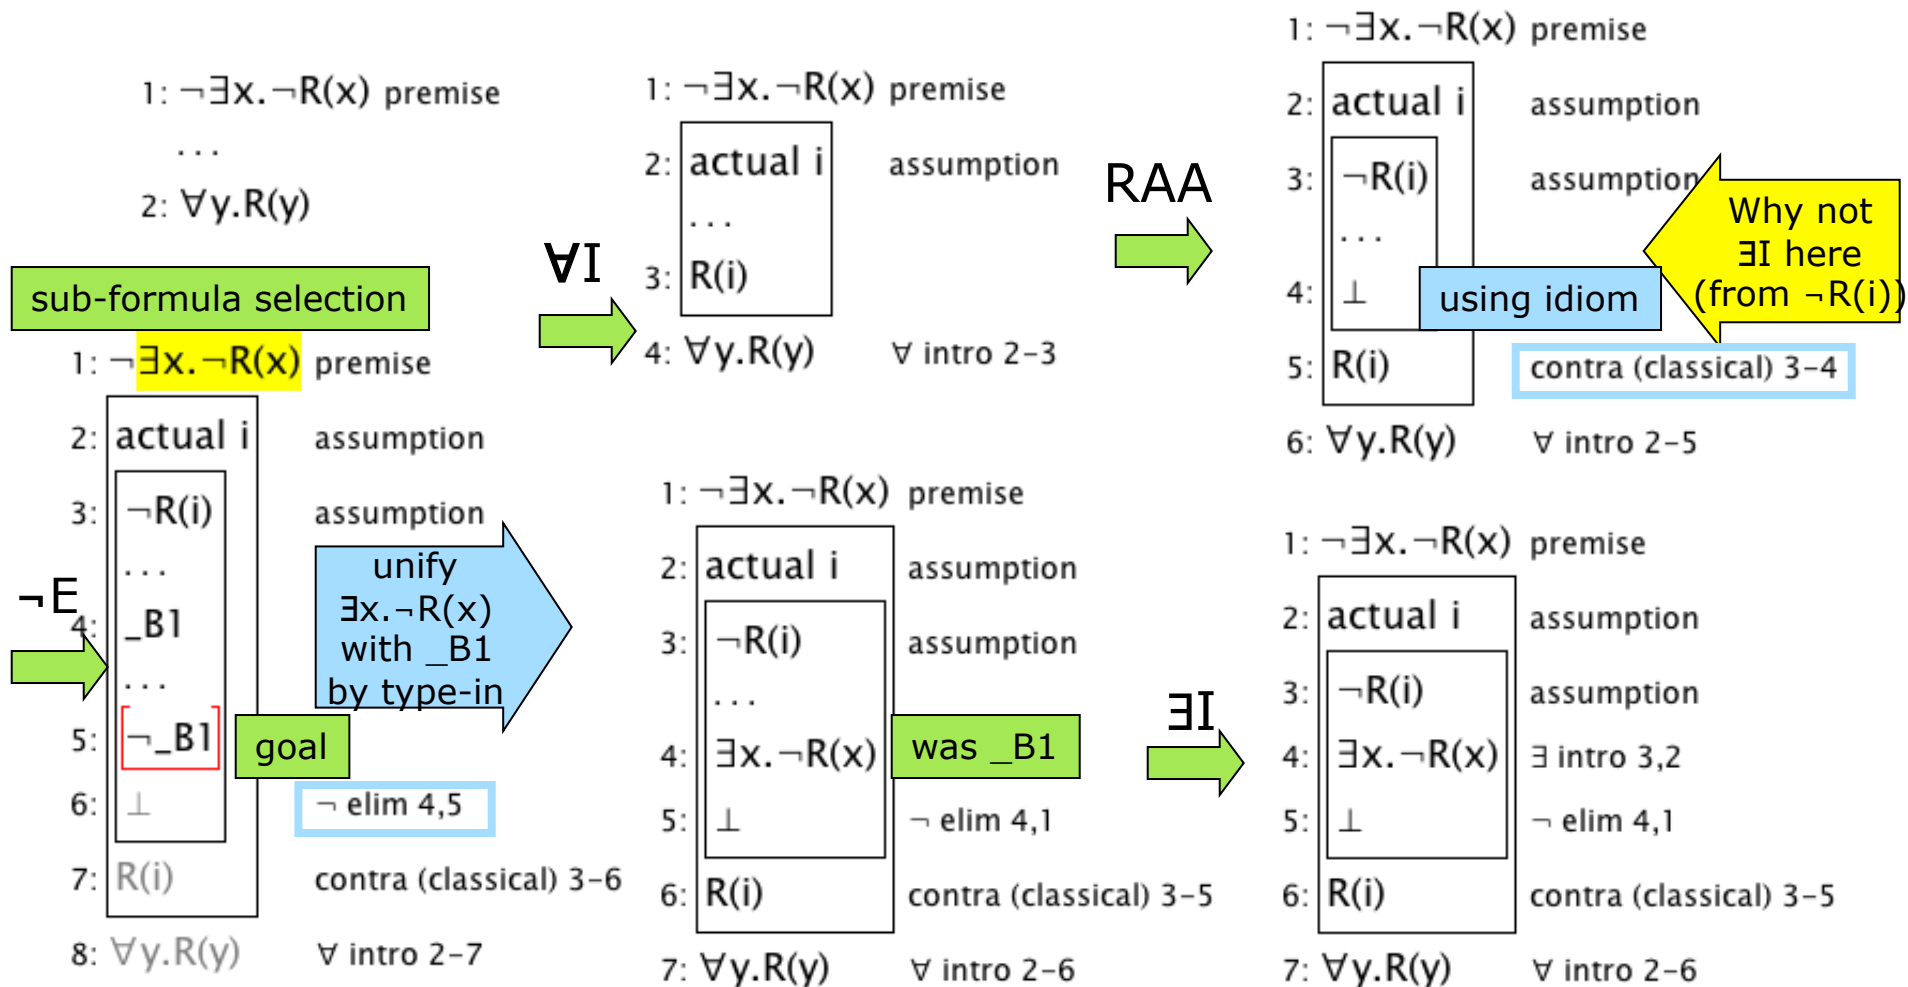 1: ¬∃x.¬R(x) premise
...
2: ∀y.R(y)
∀I
1: ¬∃x.¬R(x) premise
2: actual i assumption
...
3: R(i)
4: ∀y.R(y) ∀ intro 2-3
RAA
1: ¬∃x.¬R(x) premise
2: actual i assumption
3: ¬R(i) assumption
...
4: ⊥
using idiom
5: R(i) contra (classical) 3-4
6: ∀y.R(y) ∀ intro 2-5
Why not
∃I here
(from ¬R(i))
sub-formula selection
¬E
1: ¬∃x.¬R(x) premise
2: actual i assumption
3: ¬R(i) assumption
...
4: _B1
...
5: ¬_B1
goal
6: ⊥ ¬ elim 4,5
7: R(i) contra (classical) 3-6
8: ∀y.R(y) ∀ intro 2-7
unify
∃x.¬R(x)
with _B1
by type-in
1: ¬∃x.¬R(x) premise
2: actual i assumption
3: ¬R(i) assumption
...
4: ∃x.¬R(x)
was _B1
5: ⊥ ¬ elim 4,1
6: R(i) contra (classical) 3-5
7: ∀y.R(y) ∀ intro 2-6
∃I
1: ¬∃x.¬R(x) premise
2: actual i assumption
3: ¬R(i) assumption
4: ∃x.¬R(x) ∃ intro 3,2
5: ⊥ ¬ elim 4,1
6: R(i) contra (classical) 3-5
7: ∀y.R(y) ∀ intro 2-6